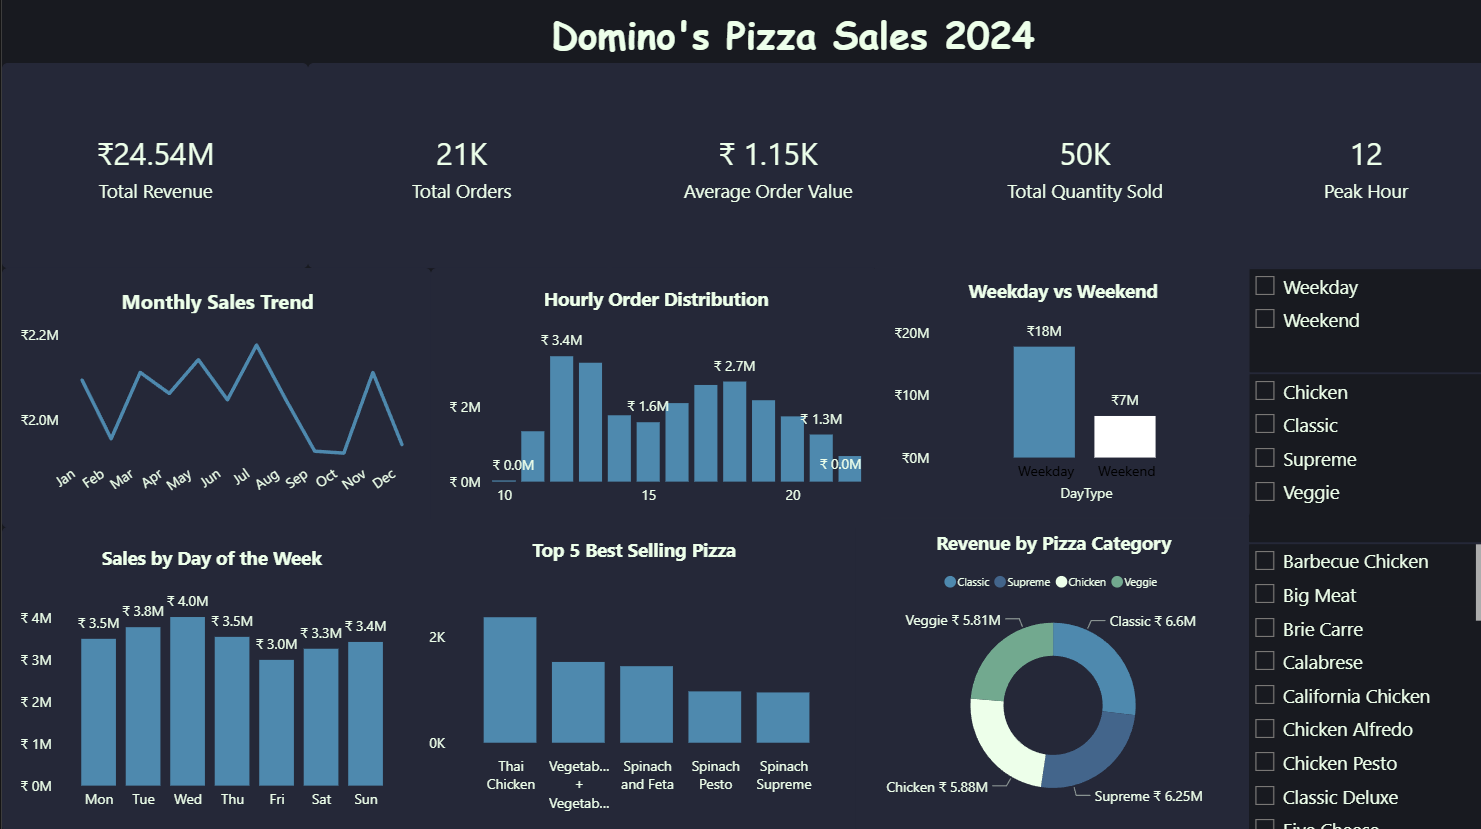 Domino's Pizza Sales 2024
₹24.54M
Total Revenue
21K
Total Orders
₹ 1.15K
Average Order Value
50K
Total Quantity Sold
12
Peak Hour
Monthly Sales Trend
₹2.2M
₹2.0M
Jan Feb Mar Apr May Jun Jul Aug Sep Oct Nov Dec
Hourly Order Distribution
₹ 3.4M
₹ 2.7M
₹ 2M
₹ 1.6M
₹ 1.3M
₹ 0.0M
₹ 0.0M
₹ 0M
10 15 20
Weekday vs Weekend
₹20M
₹18M
₹10M
₹7M
₹0M
Weekday Weekend
DayType
Weekday
Weekend
Chicken
Classic
Supreme
Veggie
Sales by Day of the Week
₹ 4M
₹ 3M
₹ 2M
₹ 1M
₹ 0M
₹ 3.5M ₹ 3.8M ₹ 4.0M ₹ 3.5M ₹ 3.0M ₹ 3.3M ₹ 3.4M
Mon Tue Wed Thu Fri Sat Sun
Top 5 Best Selling Pizza
2K
0K
Thai
Chicken
Vegetab...
+
Vegetab...
Spinach
and Feta
Spinach
Pesto
Spinach
Supreme
Revenue by Pizza Category
Classic Supreme Chicken Veggie
Veggie ₹ 5.81M
Classic ₹ 6.6M
Chicken ₹ 5.88M
Supreme ₹ 6.25M
Barbecue Chicken
Big Meat
Brie Carre
Calabrese
California Chicken
Chicken Alfredo
Chicken Pesto
Classic Deluxe
Five Cheese